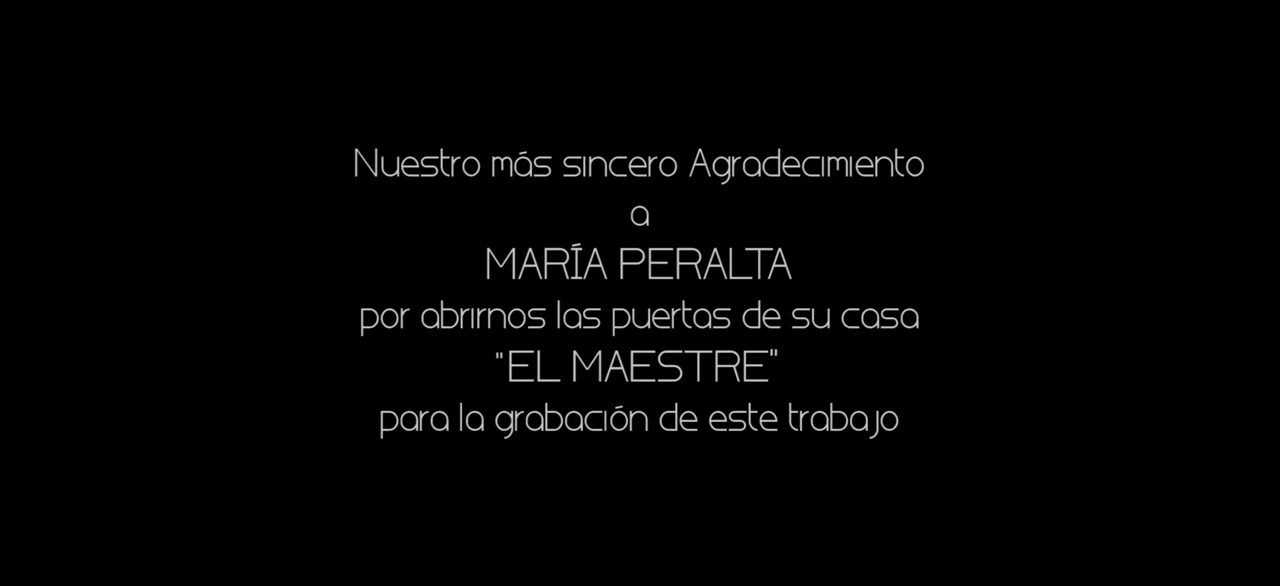 Nuestro más sincero Agradecimiento
a
MARÍA PERALTA
por abrirnos las puertas de su casa
"EL MAESTRE"
para la grabación de este trabajo